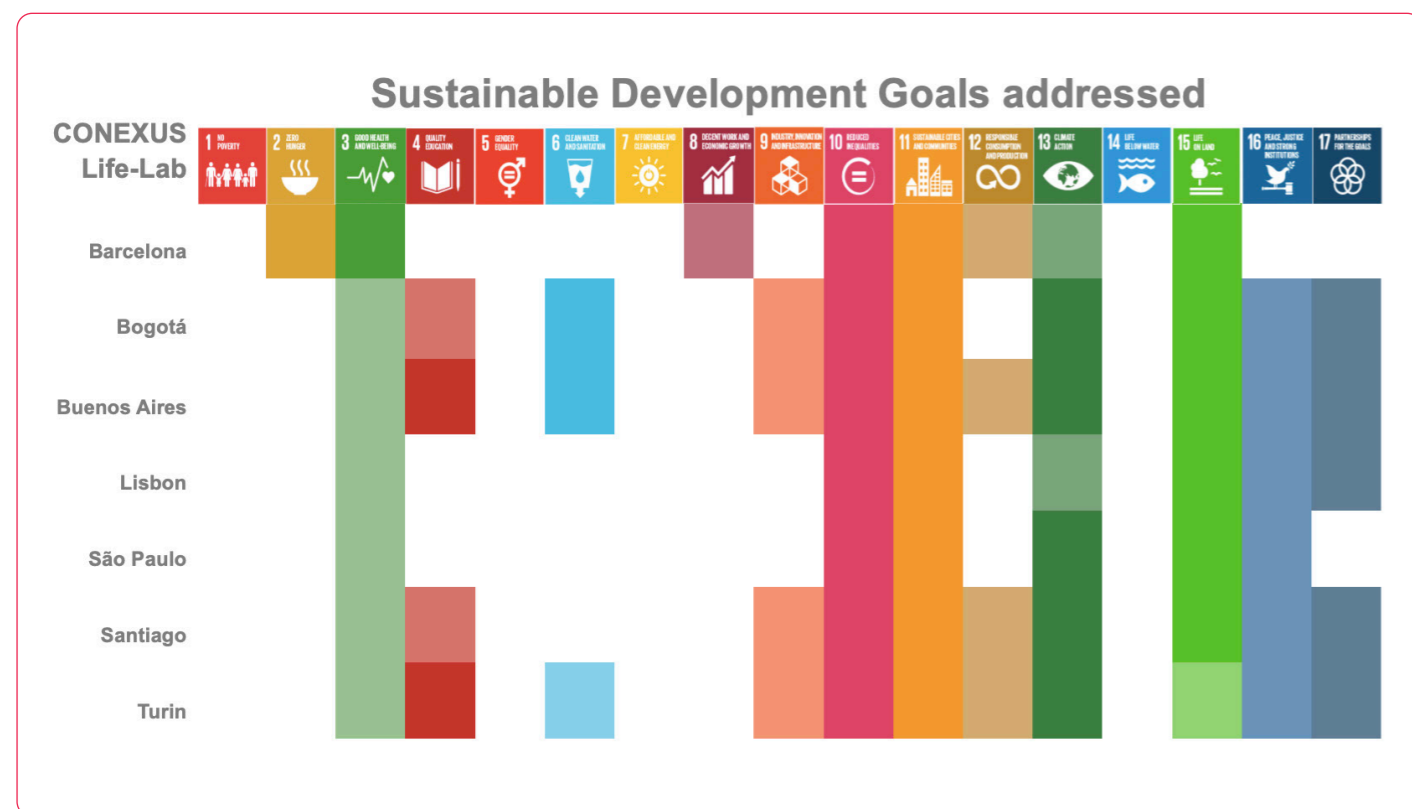 Sustainable Development Goals addressed
CONEXUS
Life-Lab
1 NO
POVERTY
2 ZERO
HUNGER
3 GOOD HEALTH
AND WELL-BEING
4 QUALITY
EDUCATION
5 GENDER
EQUALITY
6 CLEAN WATER
AND SANITATION
7 AFFORDABLE AND
CLEAN ENERGY
8 DECENT WORK AND
ECONOMIC GROWTH
9 INDUSTRY, INNOVATION
AND INFRASTRUCTURE
10 REDUCED
INEQUALITIES
11 SUSTAINABLE CITIES
AND COMMUNITIES
12 RESPONSIBLE
CONSUMPTION
AND PRODUCTION
13 CLIMATE
ACTION
14 LIFE
BELOW WATER
15 LIFE
ON LAND
16 PEACE, JUSTICE
AND STRONG
INSTITUTIONS
17 PARTNERSHIPS
FOR THE GOALS
Barcelona
Bogotá
Buenos Aires
Lisbon
São Paulo
Santiago
Turin